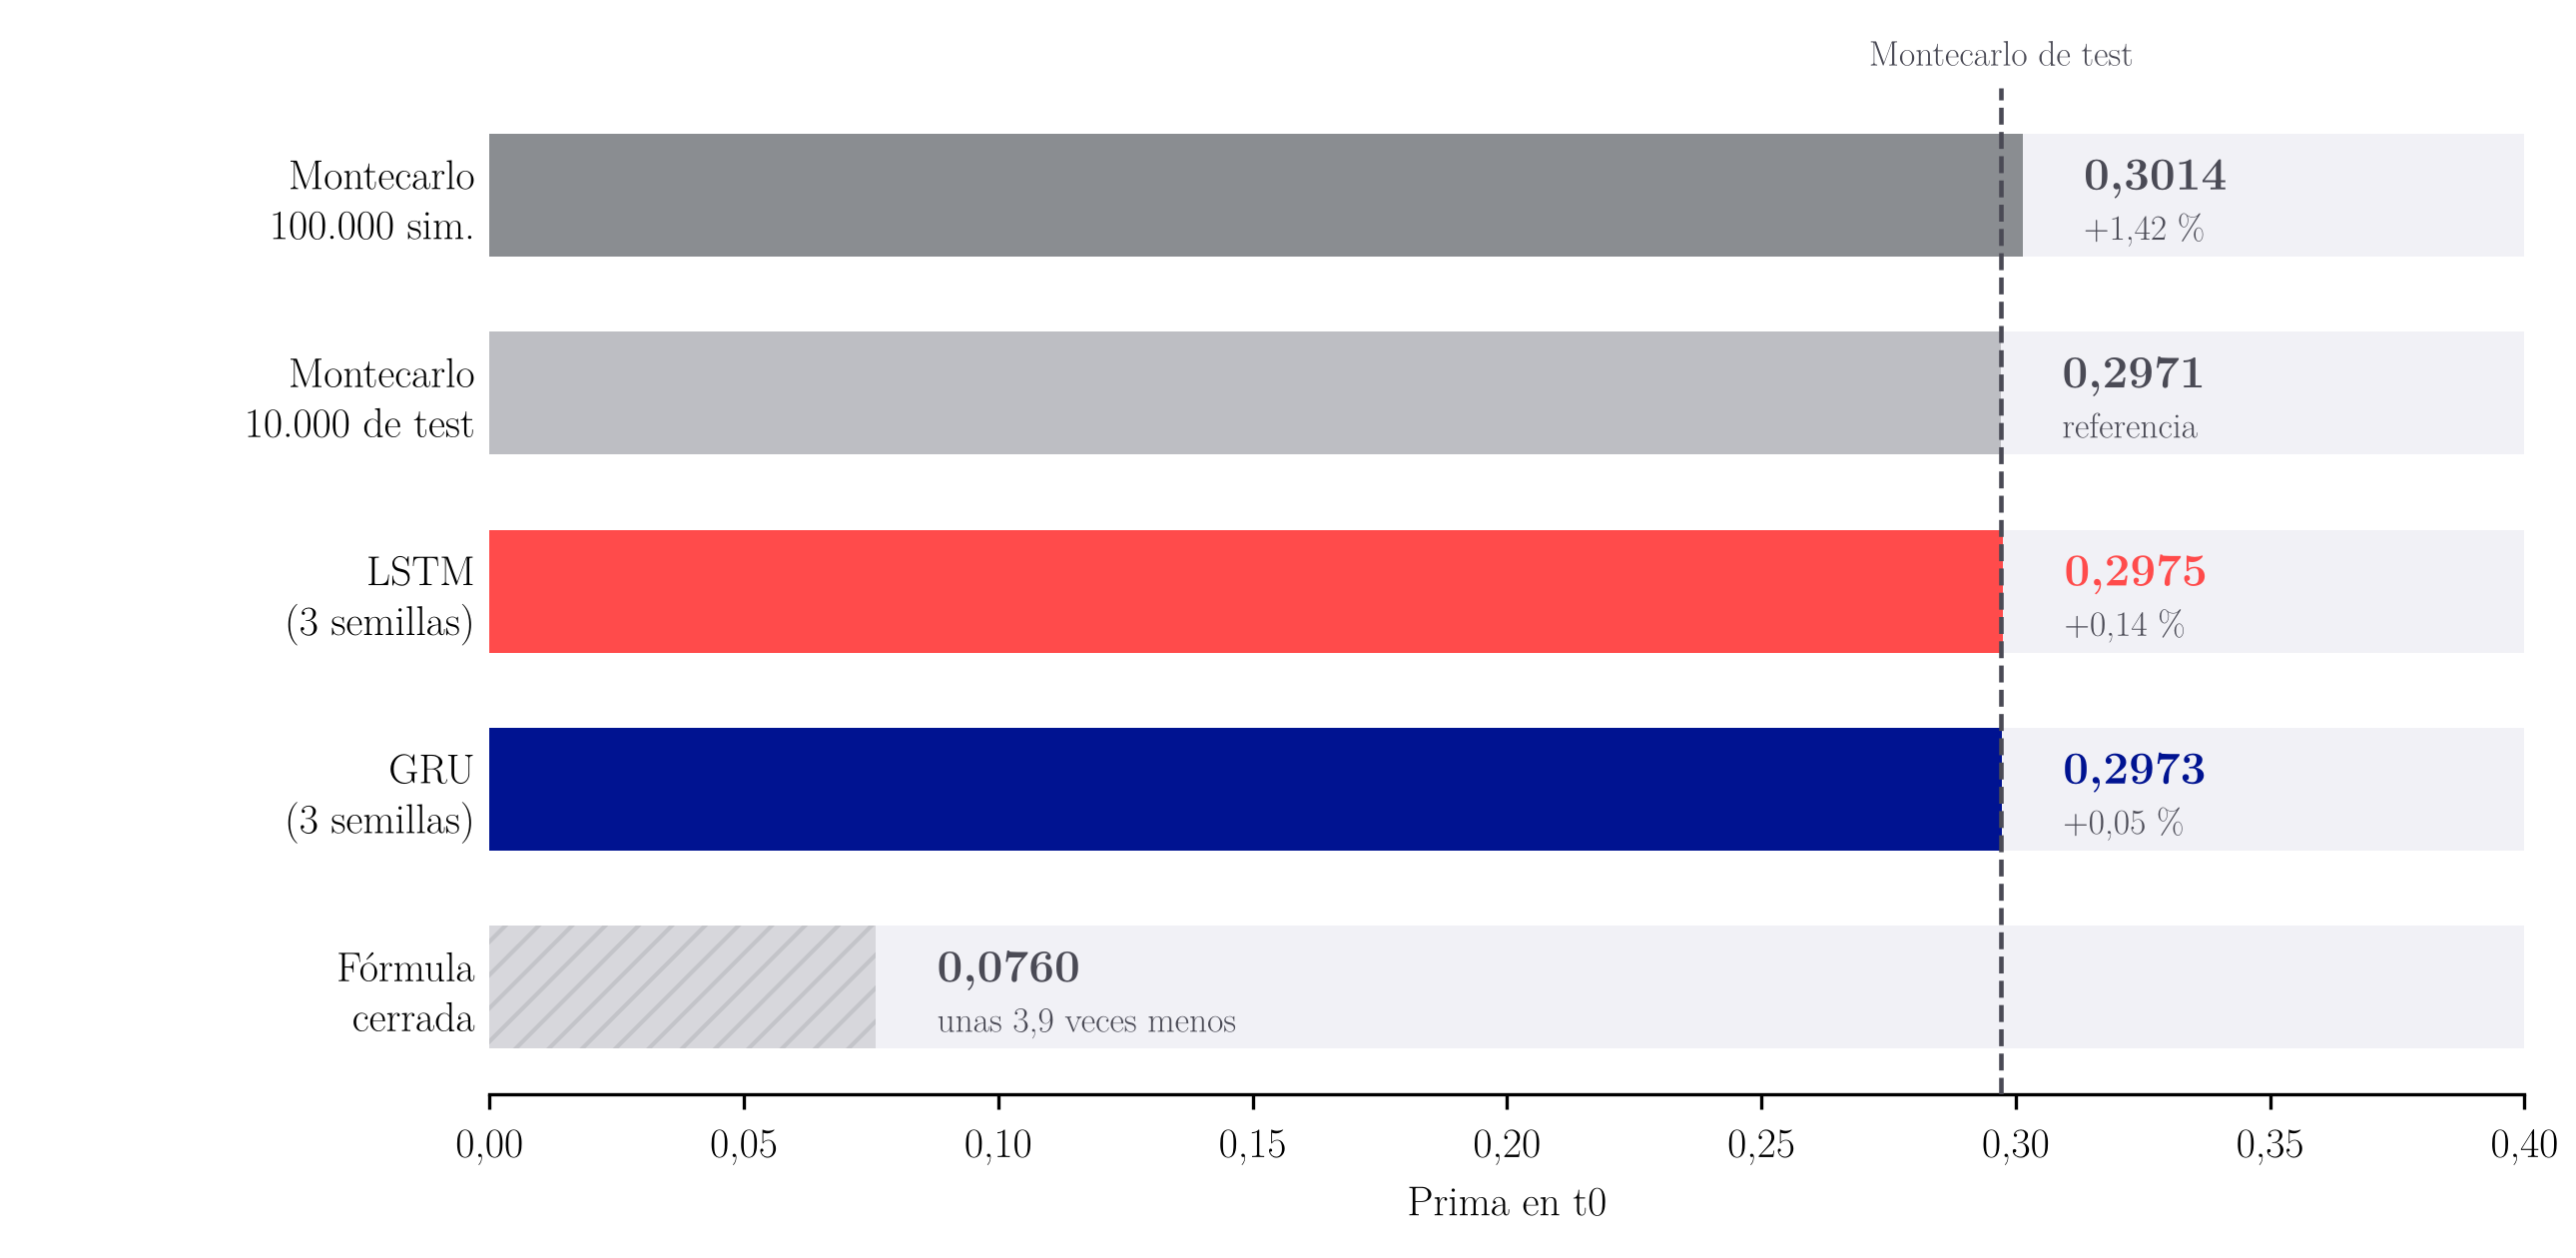 Montecarlo de test
Montecarlo
100.000 sim.
0,3014
+1,42 %
Montecarlo
10.000 de test
0,2971
referencia
LSTM
(3 semillas)
0,2975
+0,14 %
GRU
(3 semillas)
0,2973
+0,05 %
Fórmula
cerrada
0,0760
unas 3,9 veces menos
0,00 0,05 0,10 0,15 0,20 0,25 0,30 0,35 0,40
Prima en t0